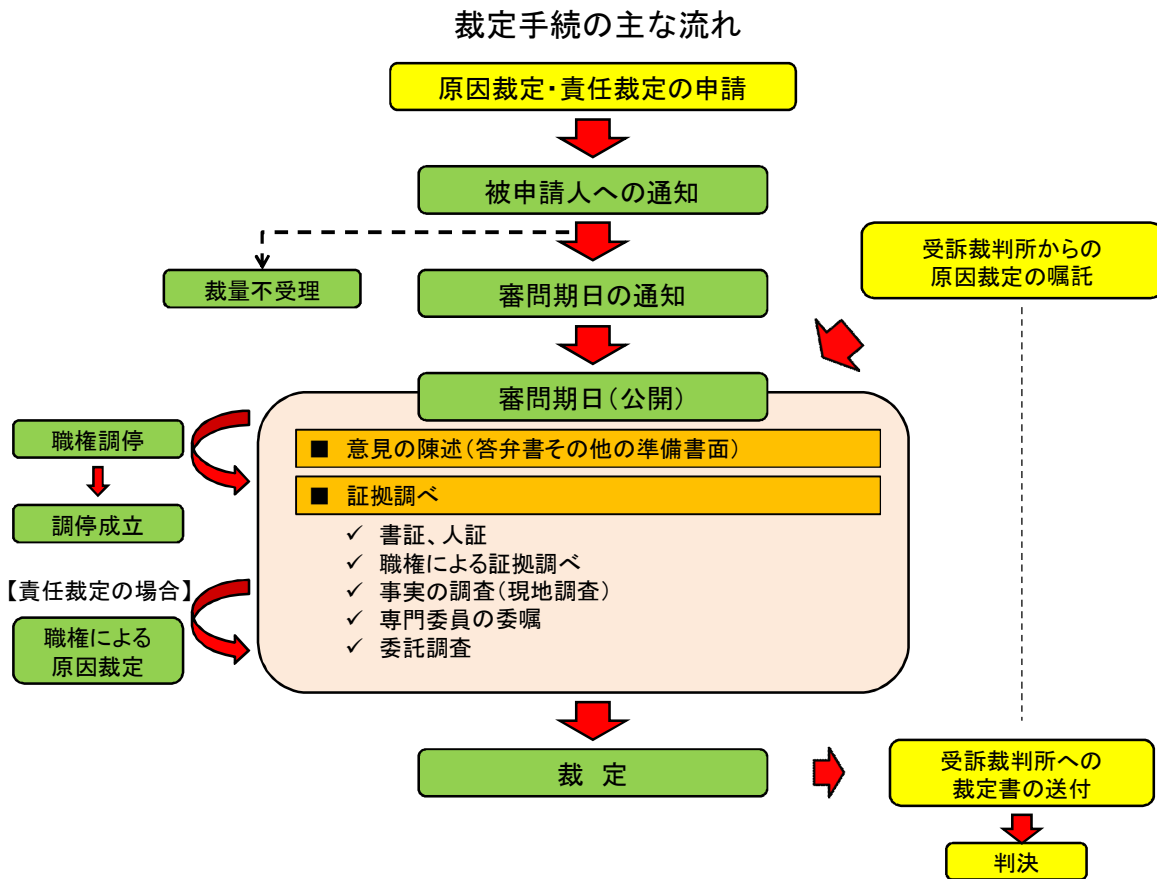 裁定手続の主な流れ
原因裁定・責任裁定の申請
被申請人への通知
裁量不受理
審問期日の通知
受訴裁判所からの
原因裁定の嘱託
審問期日(公開)
■ 意見の陳述(答弁書その他の準備書面)
■ 証拠調べ
✓ 書証、人証
✓ 職権による証拠調べ
✓ 事実の調査(現地調査)
✓ 専門委員の委嘱
✓ 委託調査
職権調停
調停成立
【責任裁定の場合】
職権による
原因裁定
裁 定
受訴裁判所への
裁定書の送付
判決